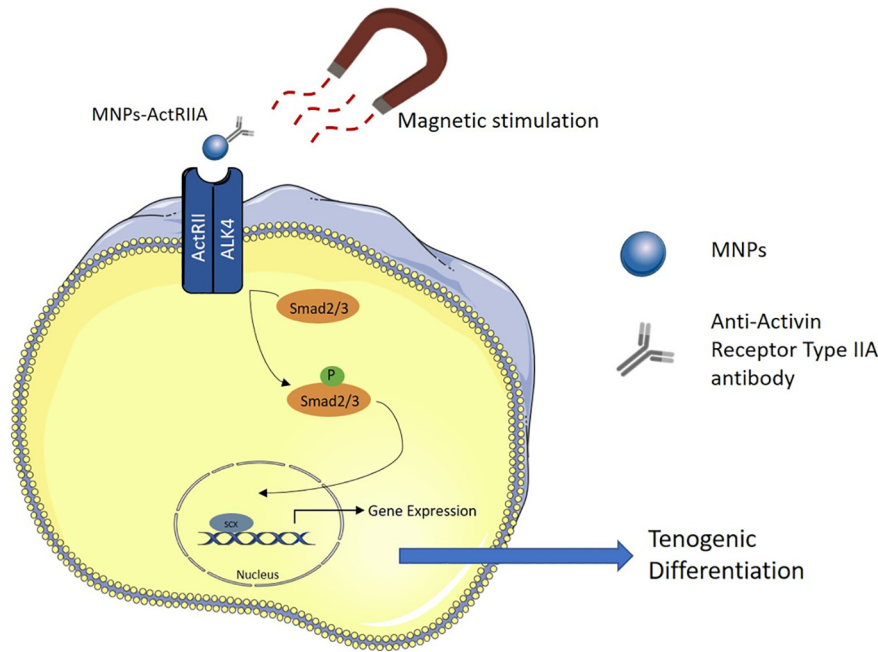 MNPs-ActRIIA
Magnetic stimulation
ActRII
ALK4
MNPs
Smad2/3
Anti-Activin
Receptor Type IIA
antibody
P
Smad2/3
SCX
Gene Expression
Nucleus
Tenogenic
Differentiation